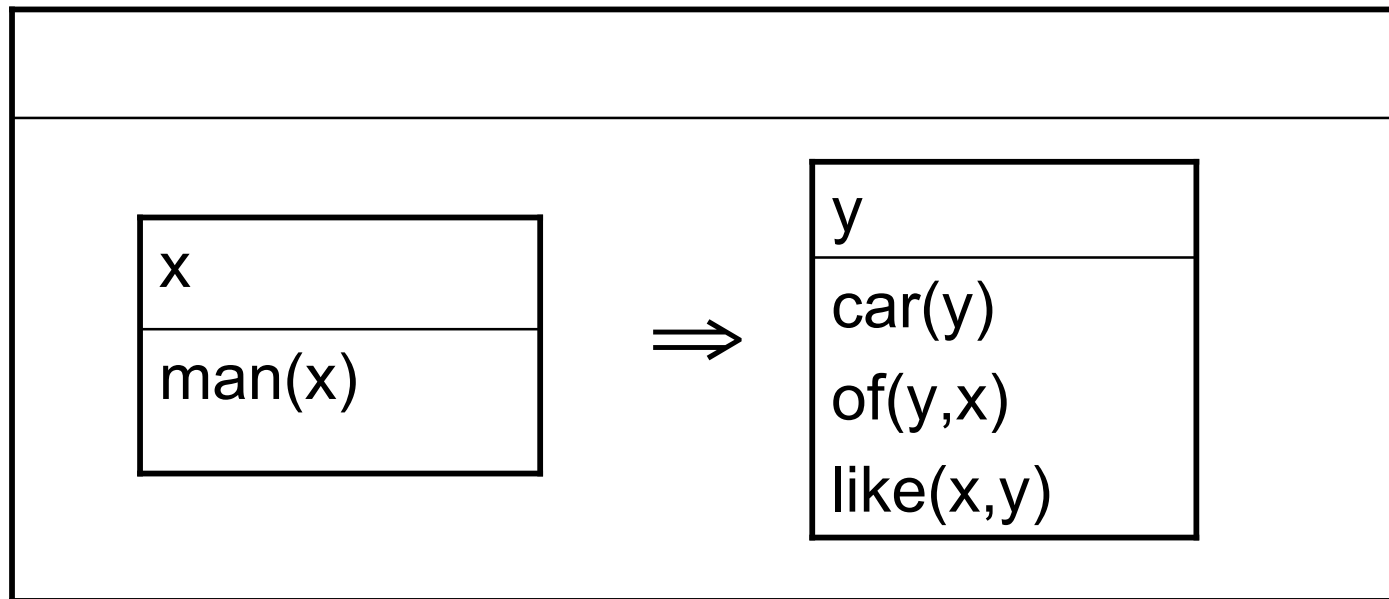 x
man(x)
⇒
y
car(y)
of(y,x)
like(x,y)